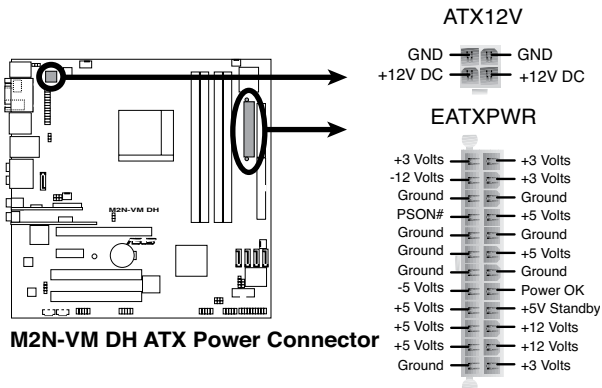 ATX12V
GND GND
+12V DC +12V DC
EATXPWR
+3 Volts +3 Volts
-12 Volts +3 Volts
Ground Ground
PSON# +5 Volts
Ground Ground
Ground +5 Volts
Ground Ground
-5 Volts Power OK
+5 Volts +5V Standby
+5 Volts +12 Volts
+5 Volts +12 Volts
Ground +3 Volts
M2N-VM DH
M2N-VM DH ATX Power Connector